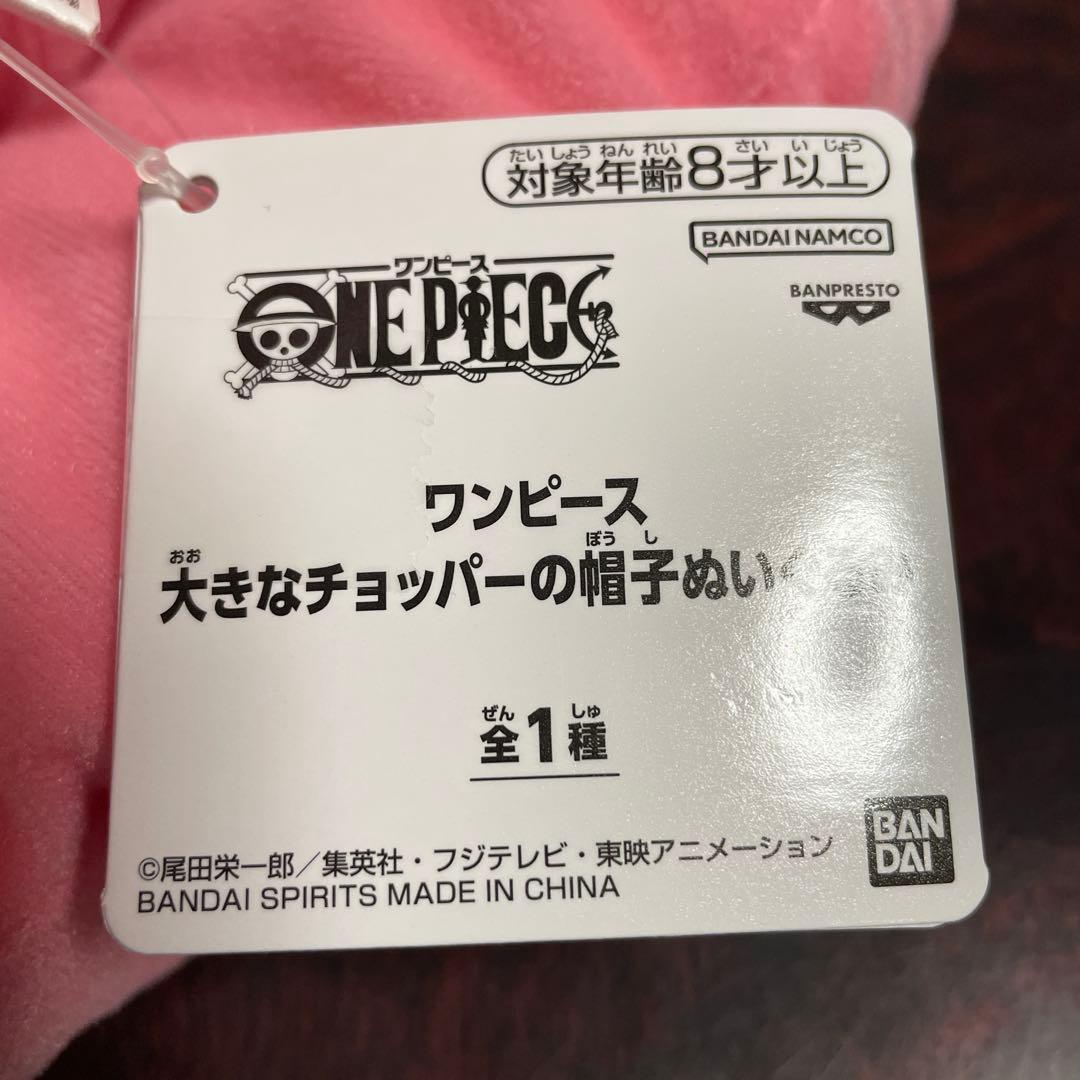 たいしょうねんれい さい い じょう
対象年齢8才以上
BANDAI NAMCO
BANPRESTO
ワンピース
ONE PIECE
ワンピース
おお ぼう し
大きなチョッパーの帽子ぬい
ぜん しゅ
全1種
©尾田栄一郎／集英社・フジテレビ・東映アニメーション
BANDAI SPIRITS MADE IN CHINA
BAN
DAI